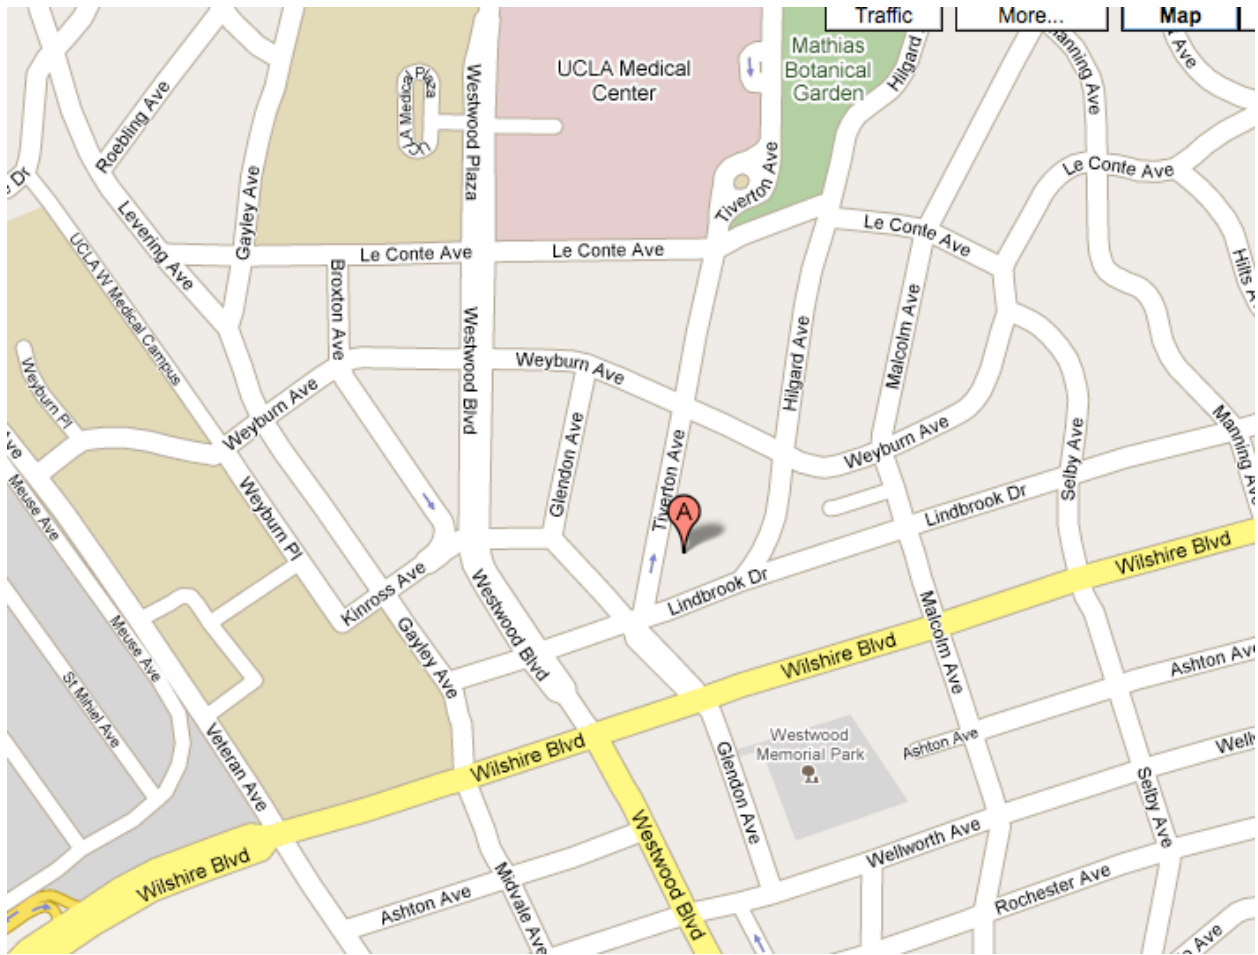 Traffic
More...
Map
Mathias
Botanical
Garden
Hilgard
Manning Ave
Ave
UCLA Medical
Center
Plaza
UCLA Medical
Westwood Plaza
Roebling Ave
Gayley Ave
Tiverton Ave
Le Conte Ave
Levering Ave
Le Conte Ave
Le Conte Ave
Le Conte Ave
UCLA W Medical Campus
Broxton Ave
Westwood Blvd
Hilgard Ave
Malcolm Ave
Hilts
Weyburn Pl
Weyburn Ave
Weyburn Ave
Weyburn Ave
Glendon Ave
Tiverton Ave
A
Selby Ave
Manning Ave
Meuse Ave
Weyburn Pl
Lindbrook Dr
Wilshire Blvd
Kinross Ave
Lindbrook Dr
Westwood Blvd
Gayley Ave
Meuse Ave
St Mihiel Ave
Malcolm Ave
Wilshire Blvd
Ashton Ave
Veteran Ave
Wilshire Blvd
Glendon Ave
Westwood
Memorial Park
Ashton Ave
Selby Ave
Wilshire Blvd
Westwood Blvd
Midvale Ave
Ashton Ave
Wellworth Ave
Rochester Ave